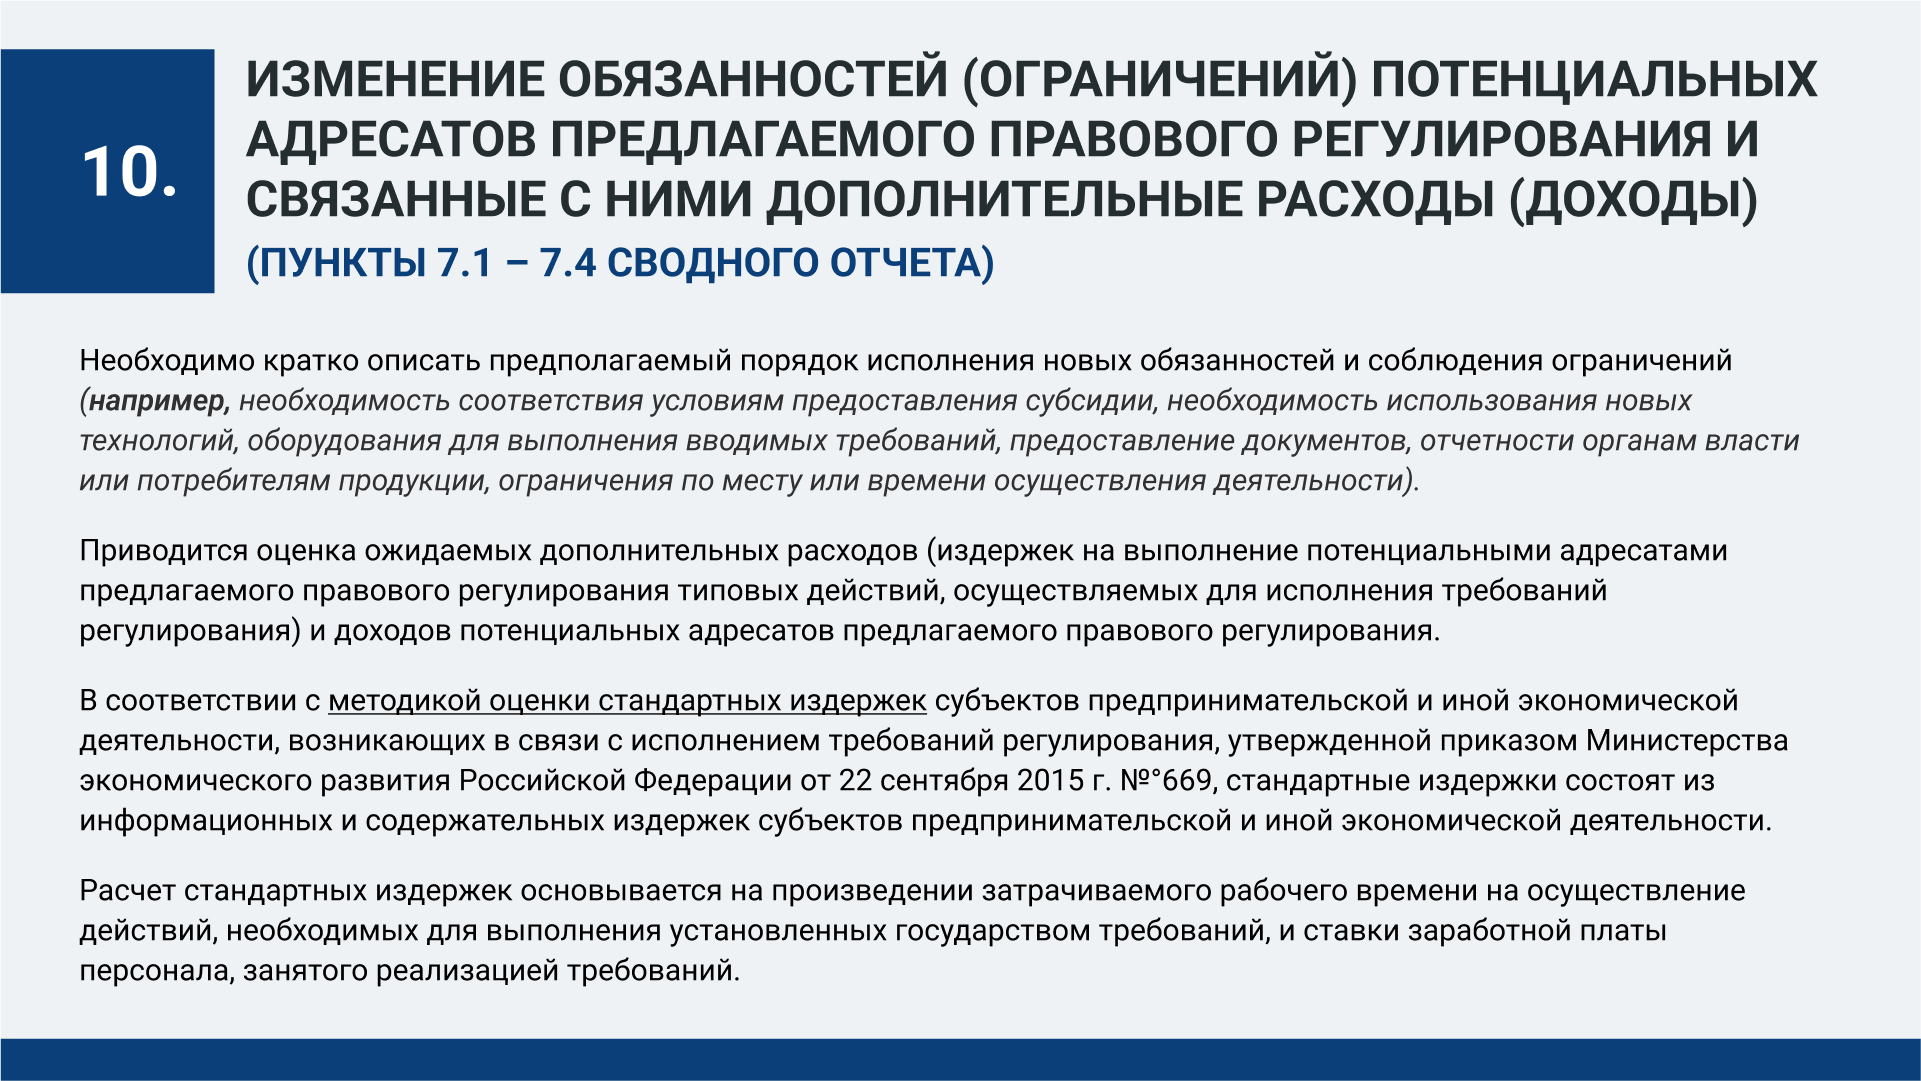 10.
ИЗМЕНЕНИЕ ОБЯЗАННОСТЕЙ (ОГРАНИЧЕНИЙ) ПОТЕНЦИАЛЬНЫХ
АДРЕСАТОВ ПРЕДЛАГАЕМОГО ПРАВОВОГО РЕГУЛИРОВАНИЯ И
СВЯЗАННЫЕ С НИМИ ДОПОЛНИТЕЛЬНЫЕ РАСХОДЫ (ДОХОДЫ)
(ПУНКТЫ 7.1 – 7.4 СВОДНОГО ОТЧЕТА)
Необходимо кратко описать предполагаемый порядок исполнения новых обязанностей и соблюдения ограничений
(например, необходимость соответствия условиям предоставления субсидии, необходимость использования новых
технологий, оборудования для выполнения вводимых требований, предоставление документов, отчетности органам власти
или потребителям продукции, ограничения по месту или времени осуществления деятельности).
Приводится оценка ожидаемых дополнительных расходов (издержек на выполнение потенциальными адресатами
предлагаемого правового регулирования типовых действий, осуществляемых для исполнения требований
регулирования) и доходов потенциальных адресатов предлагаемого правового регулирования.
В соответствии с методикой оценки стандартных издержек субъектов предпринимательской и иной экономической
деятельности, возникающих в связи с исполнением требований регулирования, утвержденной приказом Министерства
экономического развития Российской Федерации от 22 сентября 2015 г. №°669, стандартные издержки состоят из
информационных и содержательных издержек субъектов предпринимательской и иной экономической деятельности.
Расчет стандартных издержек основывается на произведении затрачиваемого рабочего времени на осуществление
действий, необходимых для выполнения установленных государством требований, и ставки заработной платы
персонала, занятого реализацией требований.